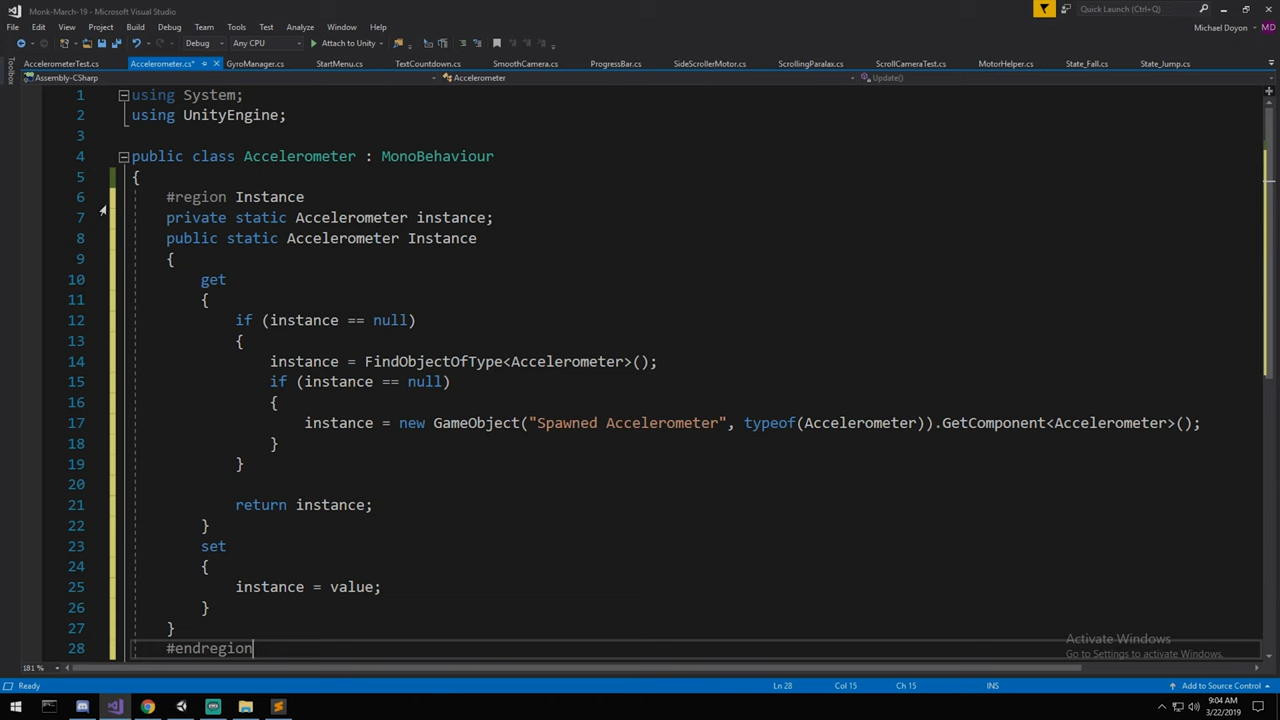 Monk-March-19 - Microsoft Visual Studio
Quick Launch (Ctrl+Q)
File Edit View Project Build Debug Team Tools Test Analyze Window Help
Michael Doyon MD
Debug Any CPU Attach to Unity
Toolbox
AccelerometerTest.cs Accelerometer.cs* GyroManager.cs StartMenu.cs TextCountdown.cs SmoothCamera.cs ProgressBar.cs SideScrollerMotor.cs ScrollingParalax.cs ScrollCameraTest.cs MotorHelper.cs State_Fall.cs State_Jump.cs
Assembly-CSharp Accelerometer Update()
1 using System;
2 using UnityEngine;
3
4 public class Accelerometer : MonoBehaviour
5 {
6 #region Instance
7 private static Accelerometer instance;
8 public static Accelerometer Instance
9 {
10 get
11 {
12 if (instance == null)
13 {
14 instance = FindObjectOfType<Accelerometer>();
15 if (instance == null)
16 {
17 instance = new GameObject("Spawned Accelerometer", typeof(Accelerometer)).GetComponent<Accelerometer>();
18 }
19 }
20
21 return instance;
22 }
23 set
24 {
25 instance = value;
26 }
27 }
28 #endregion
Activate Windows
Go to Settings to activate Windows.
181 %
Ready Ln 28 Col 15 Ch 15 INS Add to Source Control
9:04 AM
3/22/2019